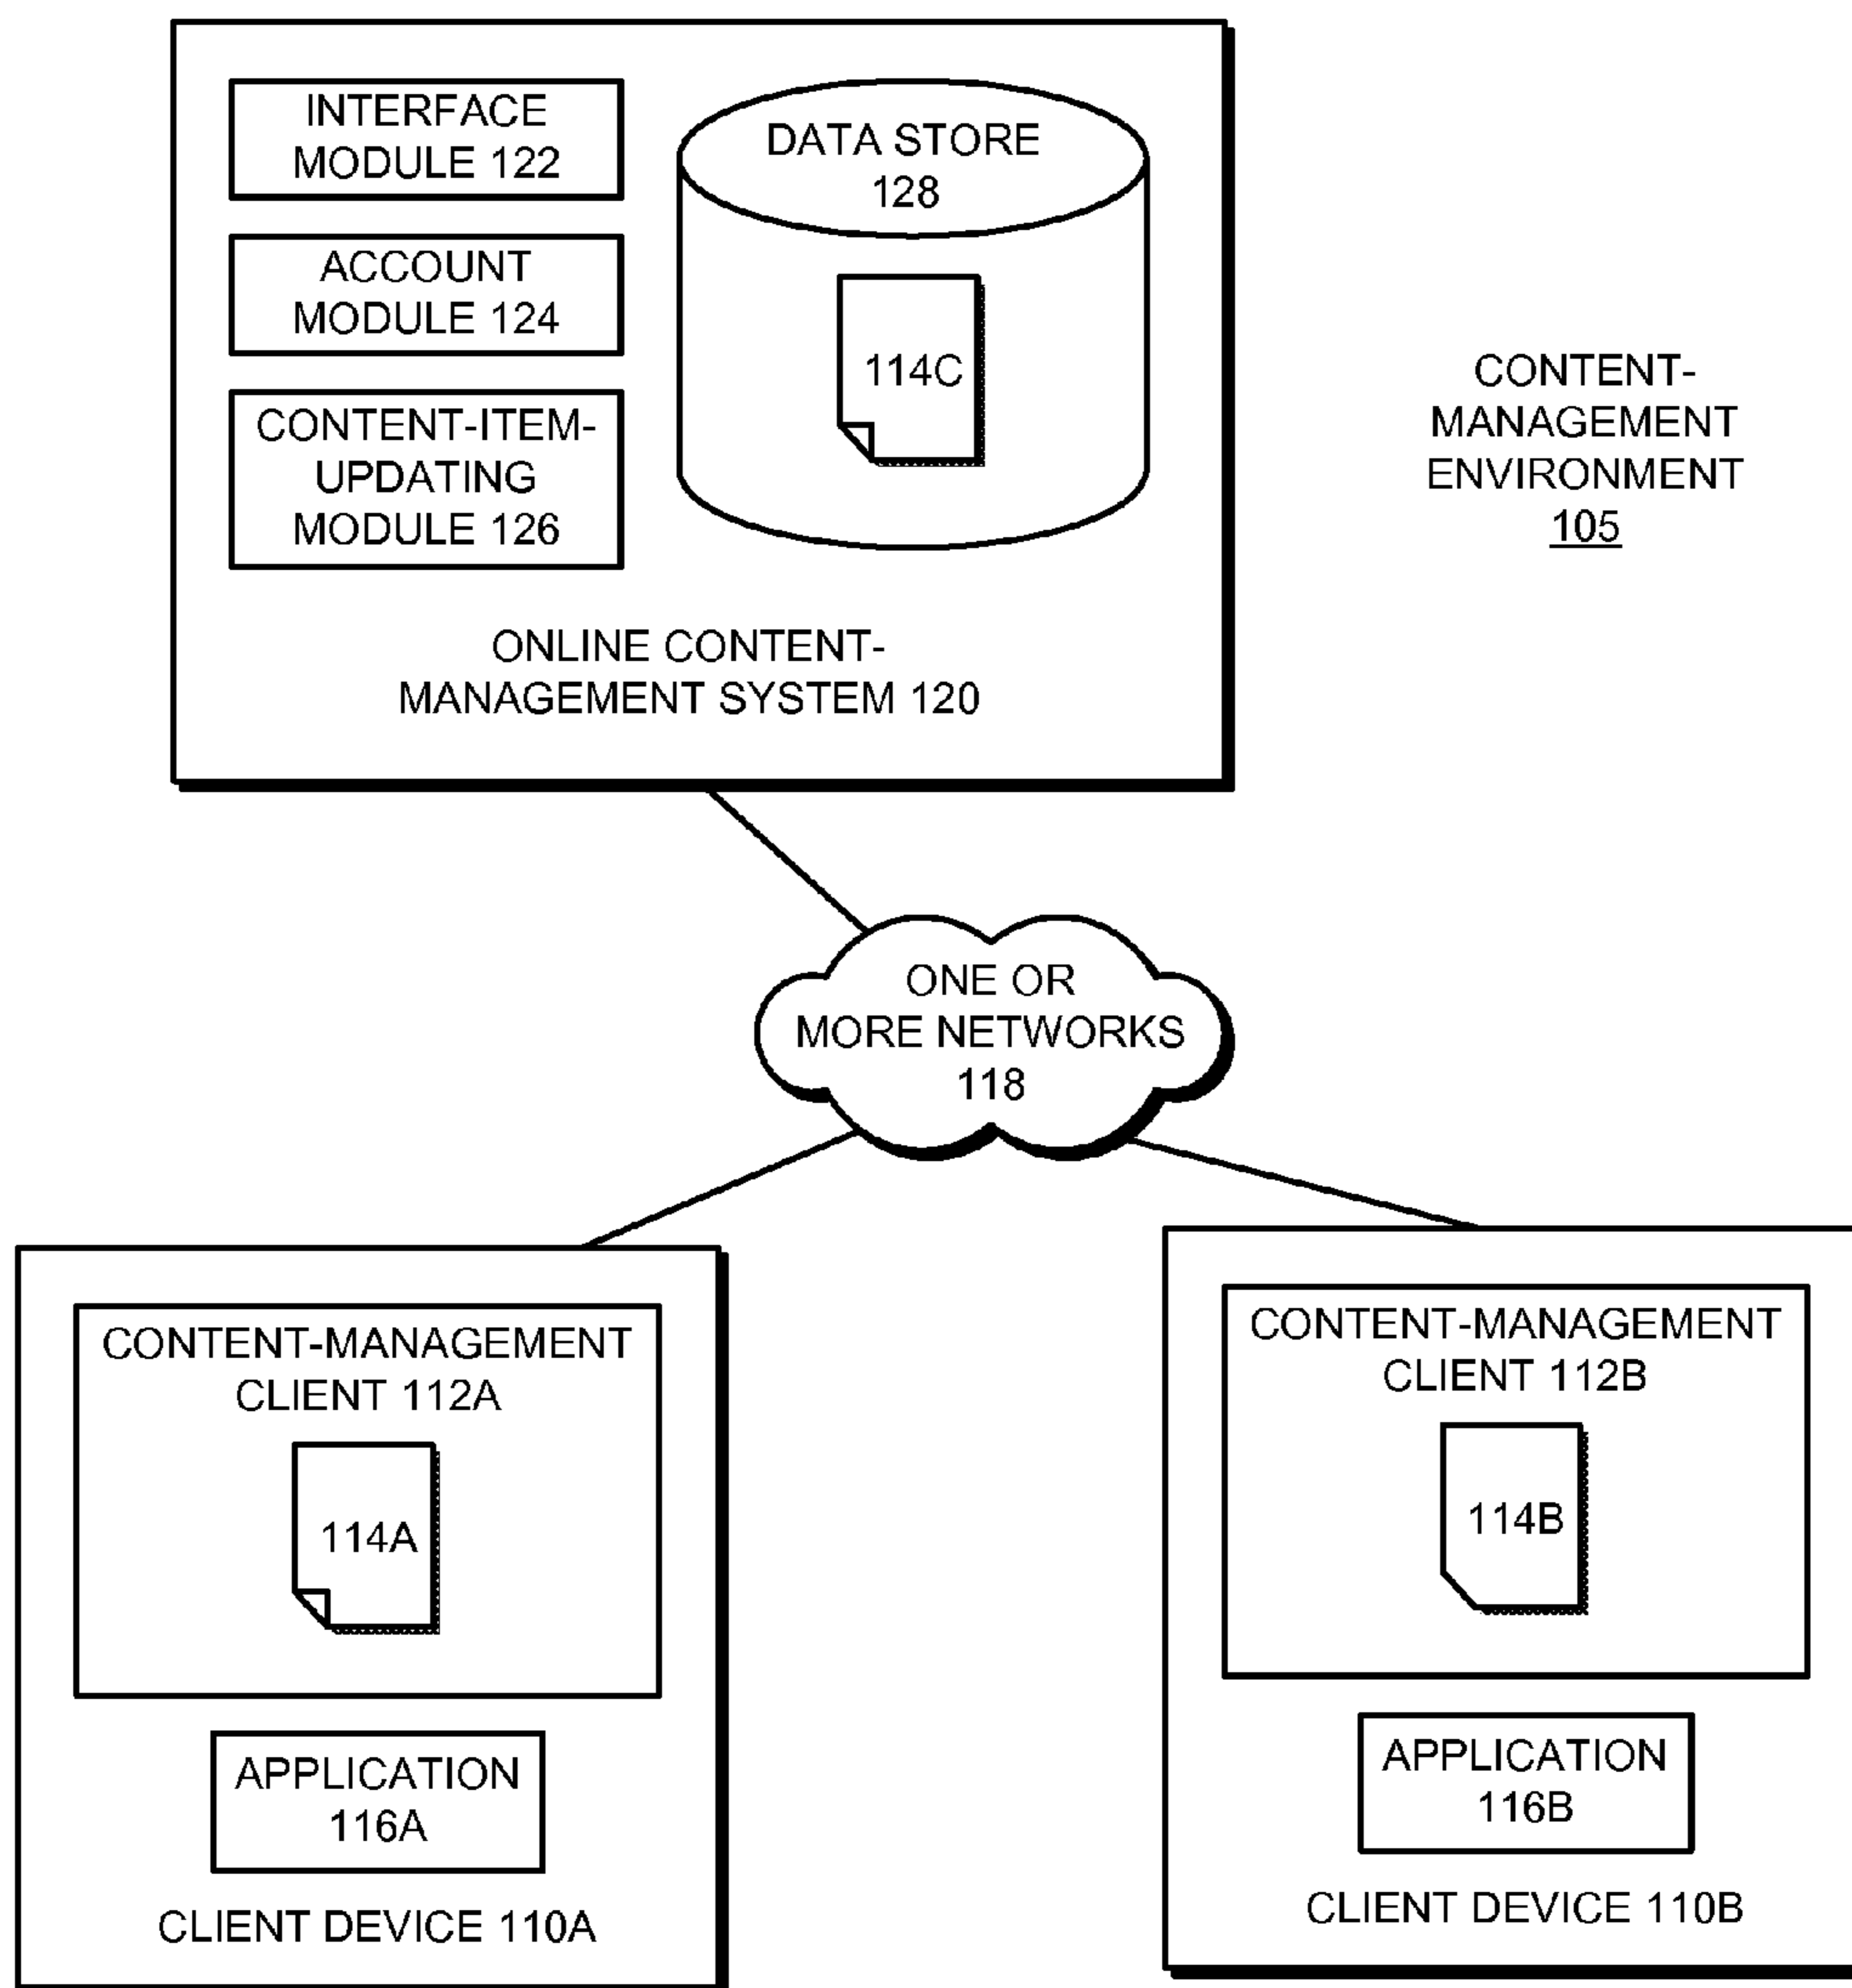 INTERFACE
MODULE 122
ACCOUNT
MODULE 124
CONTENT-ITEM-
UPDATING
MODULE 126
DATA STORE
128
114C
ONLINE CONTENT-
MANAGEMENT SYSTEM 120
CONTENT-
MANAGEMENT
ENVIRONMENT
105
ONE OR
MORE NETWORKS
118
CONTENT-MANAGEMENT
CLIENT 112A
114A
APPLICATION
116A
CLIENT DEVICE 110A
CONTENT-MANAGEMENT
CLIENT 112B
114B
APPLICATION
116B
CLIENT DEVICE 110B